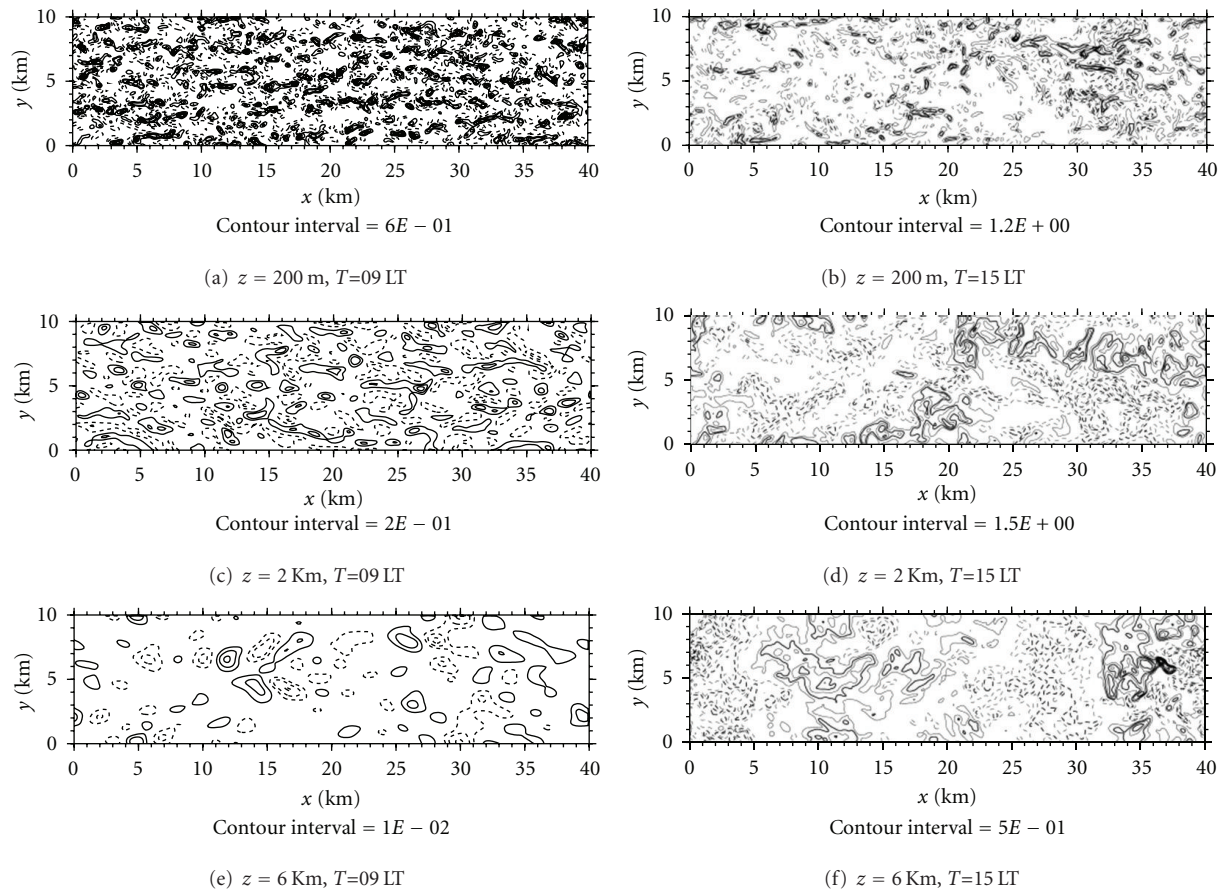 10
5
0
y (km)
0 5 10 15 20 25 30 35 40
x (km)
Contour interval = 6E − 01
(a) z = 200 m, T=09 LT
10
5
0
y (km)
0 5 10 15 20 25 30 35 40
x (km)
Contour interval = 1.2E + 00
(b) z = 200 m, T=15 LT
10
5
0
y (km)
0 5 10 15 20 25 30 35 40
x (km)
Contour interval = 2E − 01
(c) z = 2 Km, T=09 LT
10
5
0
y (km)
0 5 10 15 20 25 30 35 40
x (km)
Contour interval = 1.5E + 00
(d) z = 2 Km, T=15 LT
10
5
0
y (km)
0 5 10 15 20 25 30 35 40
x (km)
Contour interval = 1E − 02
(e) z = 6 Km, T=09 LT
10
5
0
y (km)
0 5 10 15 20 25 30 35 40
x (km)
Contour interval = 5E − 01
(f) z = 6 Km, T=15 LT